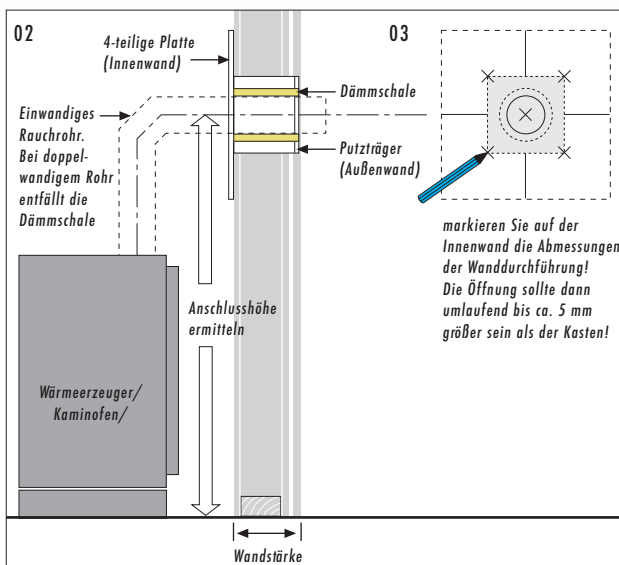 02
4-teilige Platte
(Innenwand)
03
Dämmschale
Einwandiges
Rauchrohr.
Bei doppel-
wandigem Rohr
entfällt die
Dämmschale
Putzträger
(Außenwand)
markieren Sie auf der
Innenwand die Abmessungen
der Wanddurchführung!
Die Öffnung sollte dann
umlaufend bis ca. 5 mm
größer sein als der Kasten!
Anschlusshöhe
ermitteln
Wärmeerzeuger/
Kaminofen/
Wandstärke